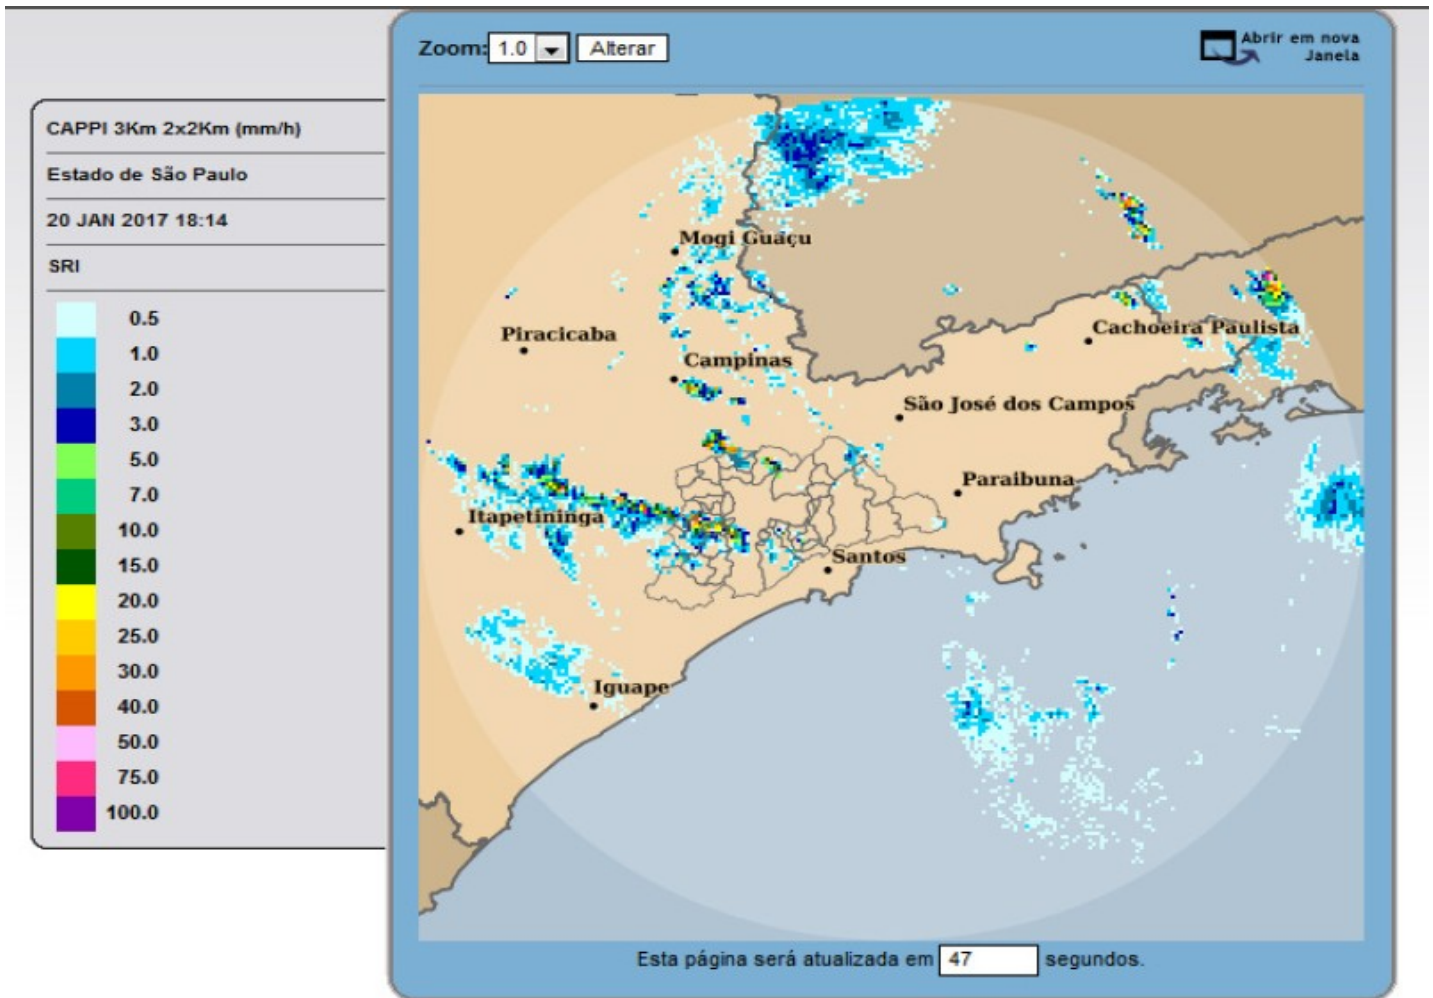 Zoom: 1.0 Alterar
Abrir em nova
Janela
CAPPI 3Km 2x2Km (mm/h)
Estado de São Paulo
20 JAN 2017 18:14
SRI
0.5
1.0
2.0
3.0
5.0
7.0
10.0
15.0
20.0
25.0
30.0
40.0
50.0
75.0
100.0
Mogi Guaçu
Piracicaba
Cachoeira Paulista
Campinas
São José dos Campos
Paraibuna
Itapetininga
Santos
Iguape
Esta página será atualizada em 47 segundos.